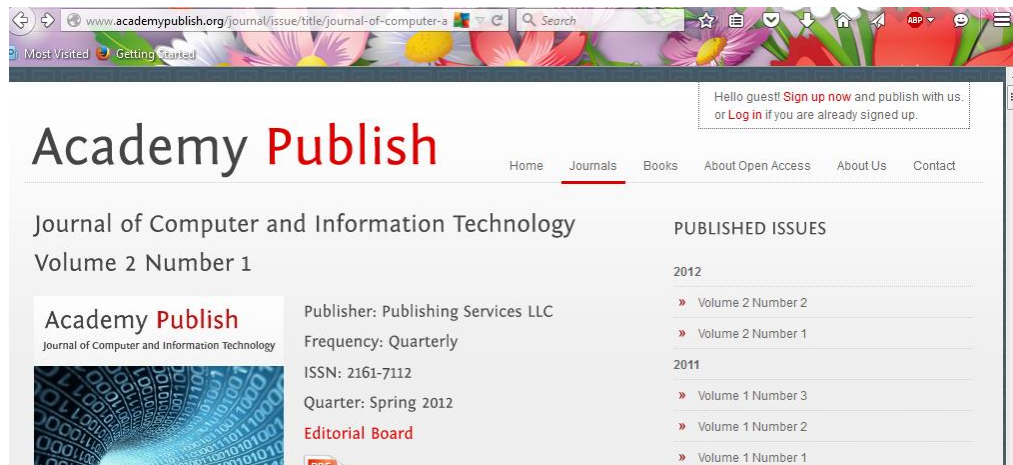 www.academypublish.org/journal/issue/title/journal-of-computer-a
Search
ABP
Most Visited
Getting Started
Hello guest! Sign up now and publish with us.
or Log in if you are already signed up.
Academy Publish
Home
Journals
Books
About Open Access
About Us
Contact
Journal of Computer and Information Technology
Volume 2 Number 1
Academy Publish
Journal of Computer and Information Technology
Publisher: Publishing Services LLC
Frequency: Quarterly
ISSN: 2161-7112
Quarter: Spring 2012
Editorial Board
PDF
PUBLISHED ISSUES
2012
» Volume 2 Number 2
» Volume 2 Number 1
2011
» Volume 1 Number 3
» Volume 1 Number 2
» Volume 1 Number 1